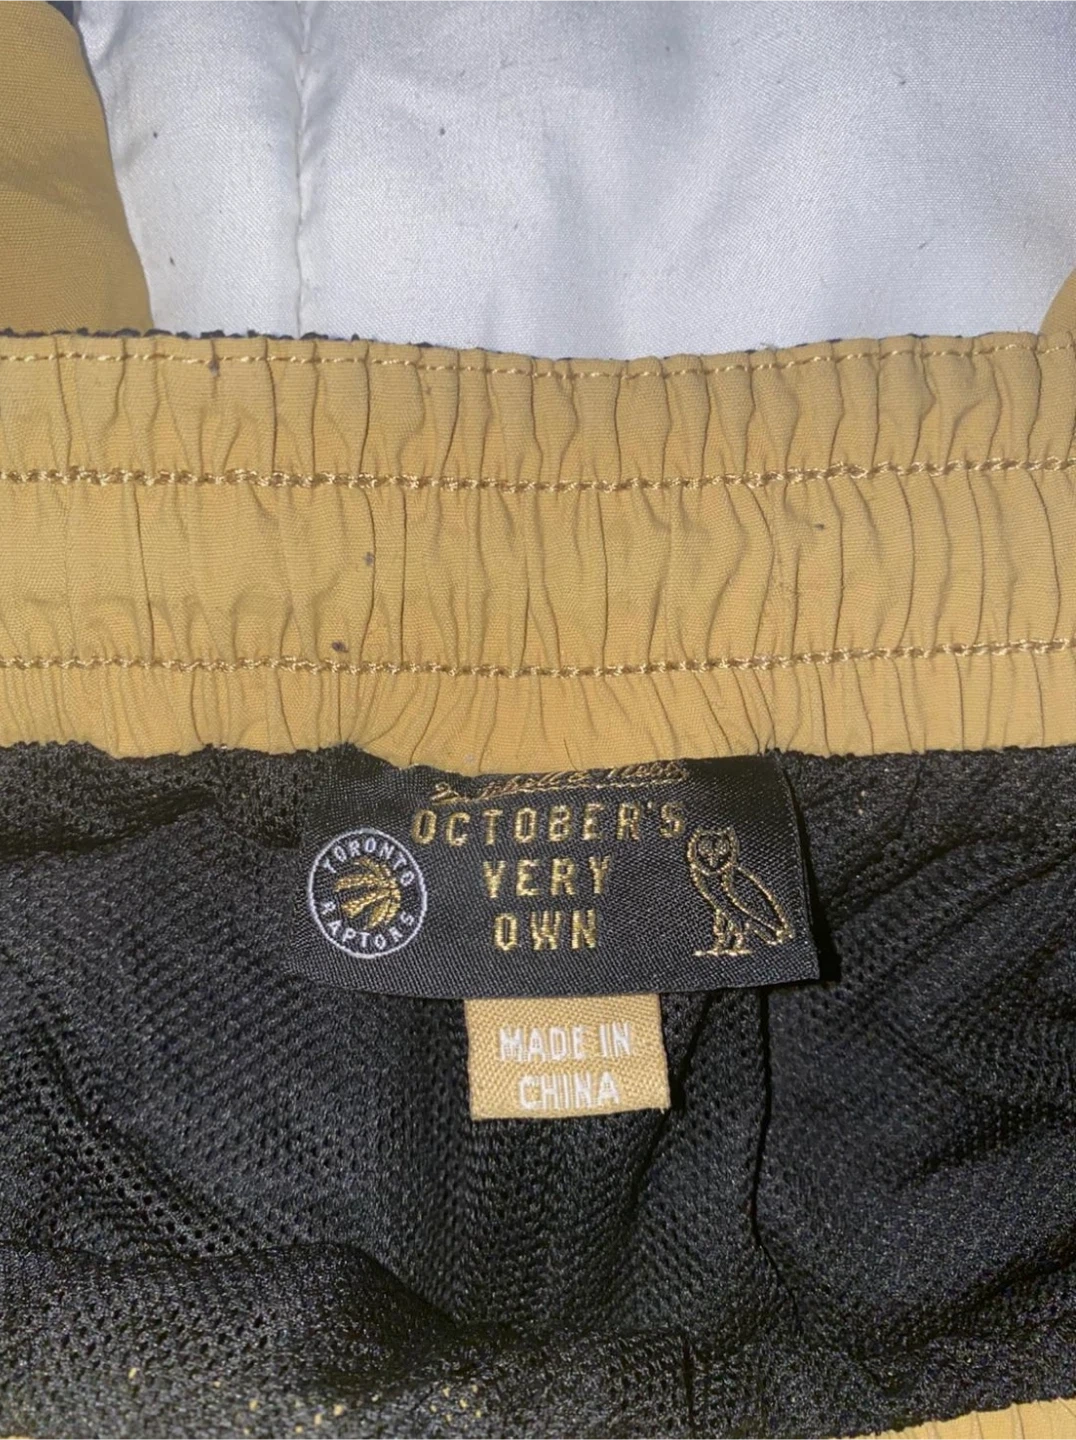 OCTOBER'S
VERY
OWN
TORONTO
RAPTORS
MADE IN
CHINA